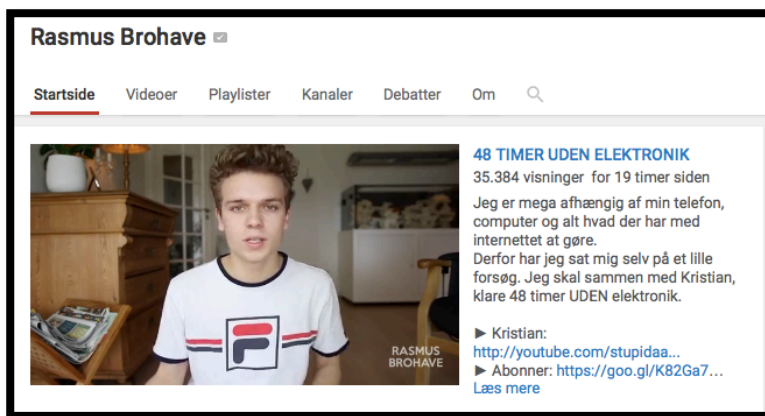 Rasmus Brohave
Startside Videoer Playlister Kanaler Debatter Om
48 TIMER UDEN ELEKTRONIK
35.384 visninger for 19 timer siden
Jeg er mega afhængig af min telefon,
computer og alt hvad der har med
internettet at gøre.
Derfor har jeg sat mig selv på et lille
forsøg. Jeg skal sammen med Kristian,
klare 48 timer UDEN elektronik.
► Kristian:
http://youtube.com/stupidaa...
► Abonner: https://goo.gl/K82Ga7...
Læs mere
RASMUS
BROHAVE